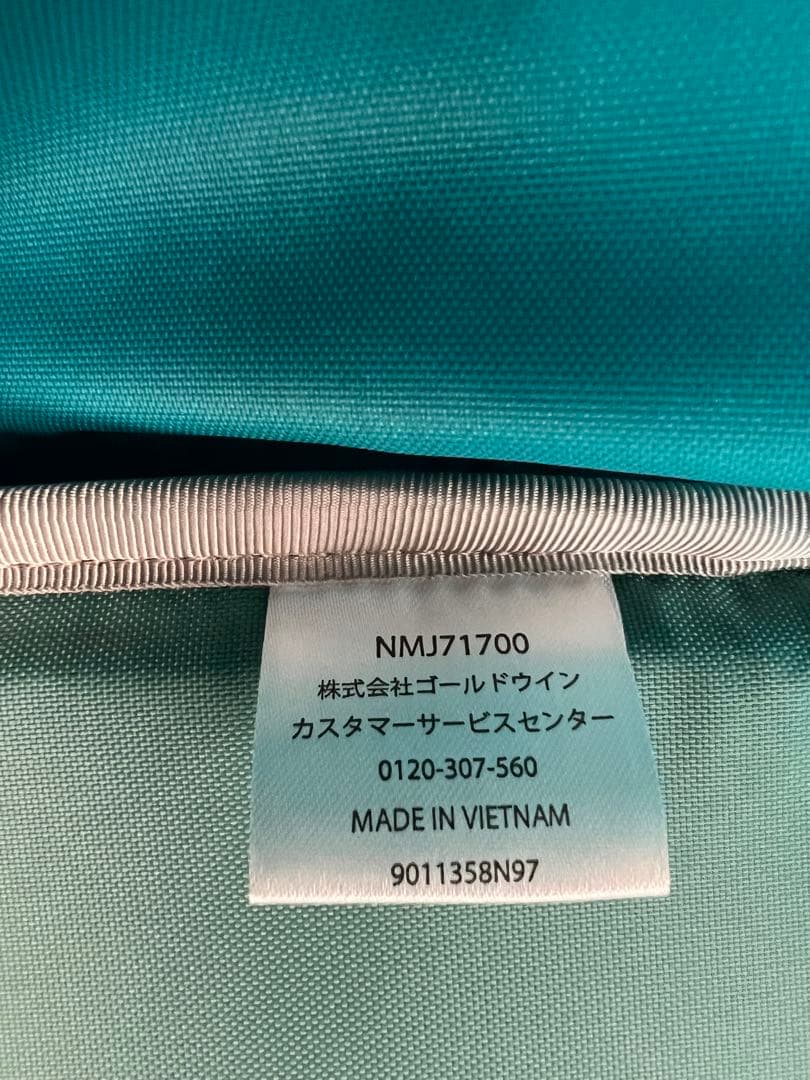 NMJ71700
株式会社ゴールドウイン
カスタマーサービスセンター
0120-307-560
MADE IN VIETNAM
9011358N97